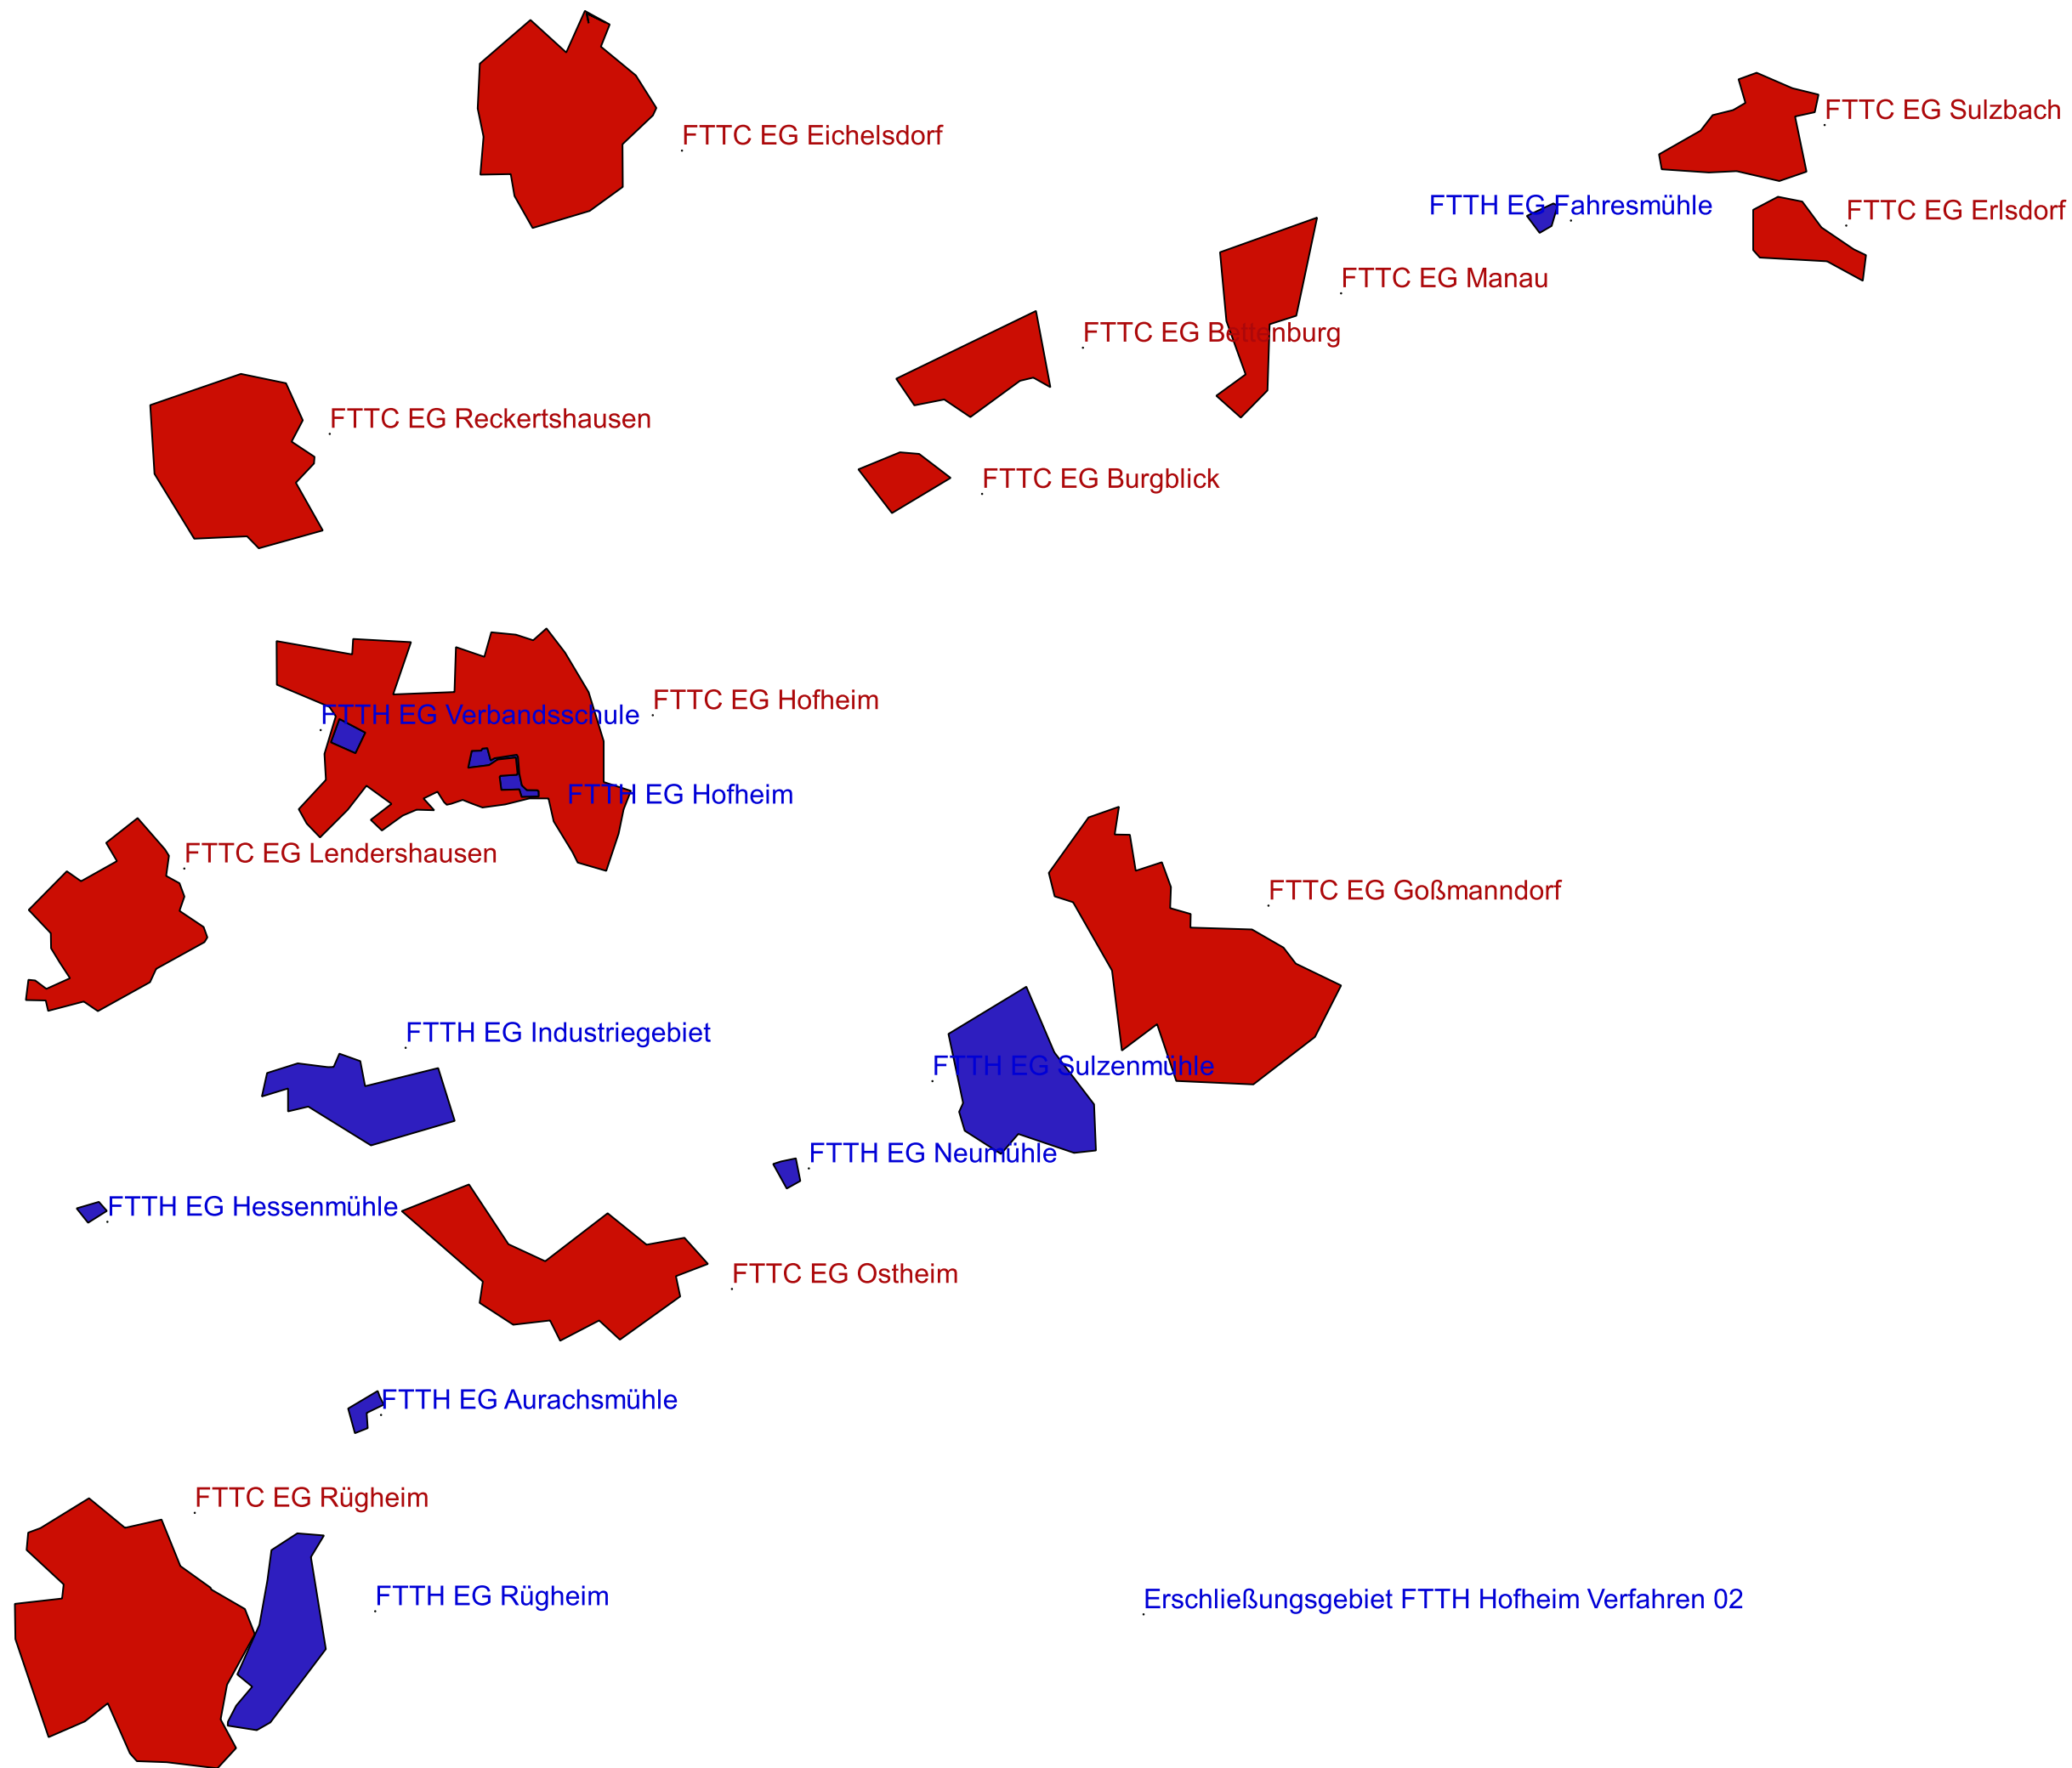 FTTC EG Sulzbach
FTTC EG Eichelsdorf
FTTH EG Fahresmühle
FTTC EG Erlsdorf
FTTC EG Manau
FTTC EG Bettenburg
FTTC EG Reckertshausen
FTTC EG Burgblick
FTTC EG Hofheim
FTTH EG Verbandsschule
FTTH EG Hofheim
FTTC EG Lendershausen
FTTC EG Goßmanndorf
FTTH EG Industriegebiet
FTTH EG Sulzenmühle
FTTH EG Neumühle
FTTH EG Hessenmühle
FTTC EG Ostheim
FTTH EG Aurachsmühle
FTTC EG Rügheim
FTTH EG Rügheim
Erschließungsgebiet FTTH Hofheim Verfahren 02